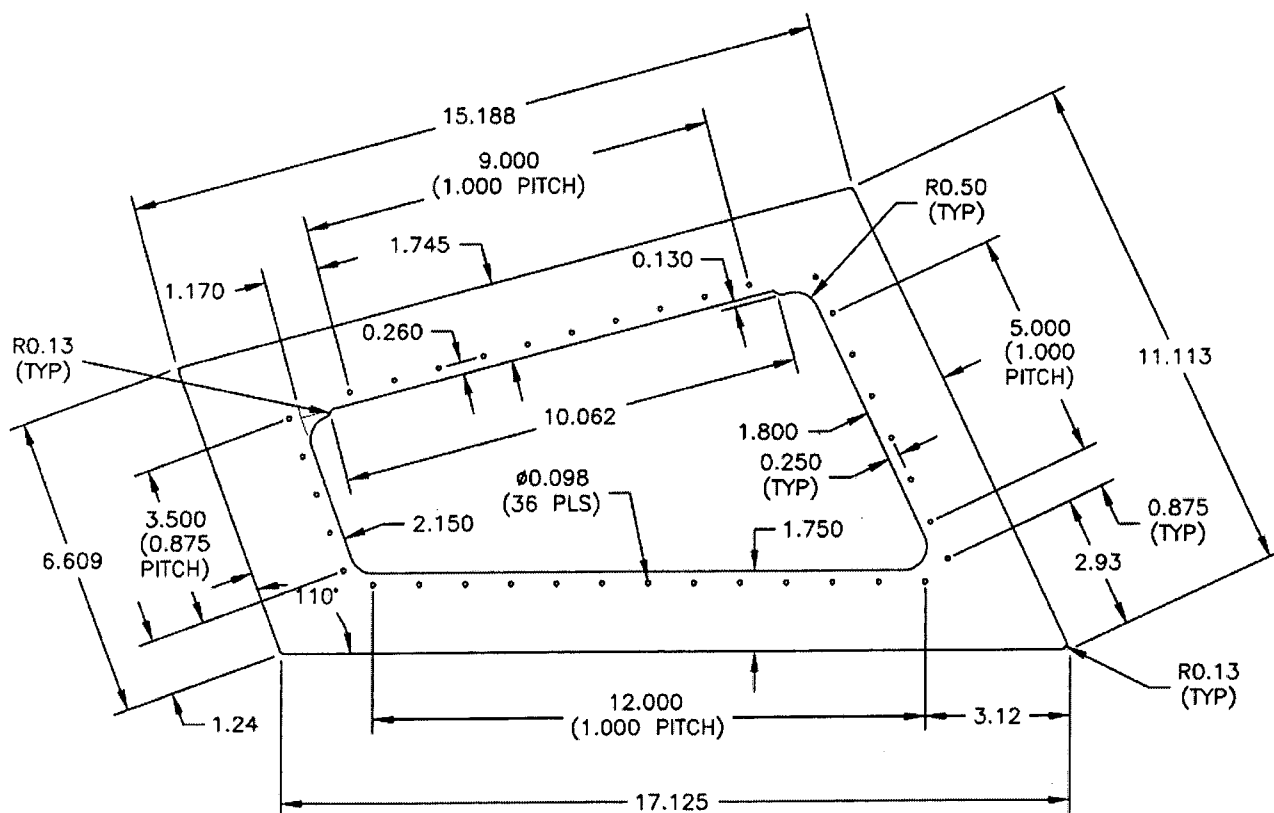 15.188
9.000
(1.000 PITCH)
R0.50
(TYP)
1.745
0.130
1.170
0.260
5.000
(1.000
PITCH)
R0.13
(TYP)
11.113
10.062
1.800
0.250
(TYP)
ø0.098
(36 PLS)
0.875
(TYP)
3.500
(0.875
PITCH)
2.150
1.750
6.609
2.93
110°
R0.13
(TYP)
12.000
(1.000 PITCH)
3.12
1.24
17.125